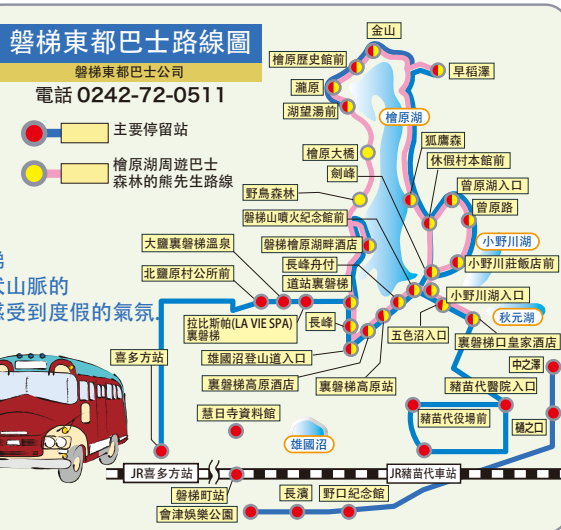 磐梯東都巴士路線圖
磐梯東都巴士公司
電話 0242-72-0511
主要停留站
檜原湖周遊巴士
森林的熊先生路線
金山
檜原歷史館前
早稻澤
瀧原
湖望湯前
檜原湖
狐鷹森
檜原大橋
休假村本館前
劍峰
曾原湖入口
野鳥森林
曾原路
磐梯山噴火紀念館前
小野川湖
大鹽裏磐梯溫泉
磐梯檜原湖畔酒店
長峰舟付
小野川莊飯店前
北鹽原村公所前
道站裏磐梯
小野川湖入口
秋元湖
拉比斯帕(LA VIE SPA)
裏磐梯
長峰
五色沼入口
裏磐梯口皇家酒店
喜多方站
雄國沼登山道入口
中之澤
裏磐梯高原酒店
裏磐梯高原站
豬苗代醫院入口
慧日寺資料館
豬苗代役場前
樋之口
雄國沼
JR喜多方站
JR豬苗代車站
磐梯町站
長濱
野口紀念館
會津娛樂公園
伏山脈的
感受到度假的氣氛.